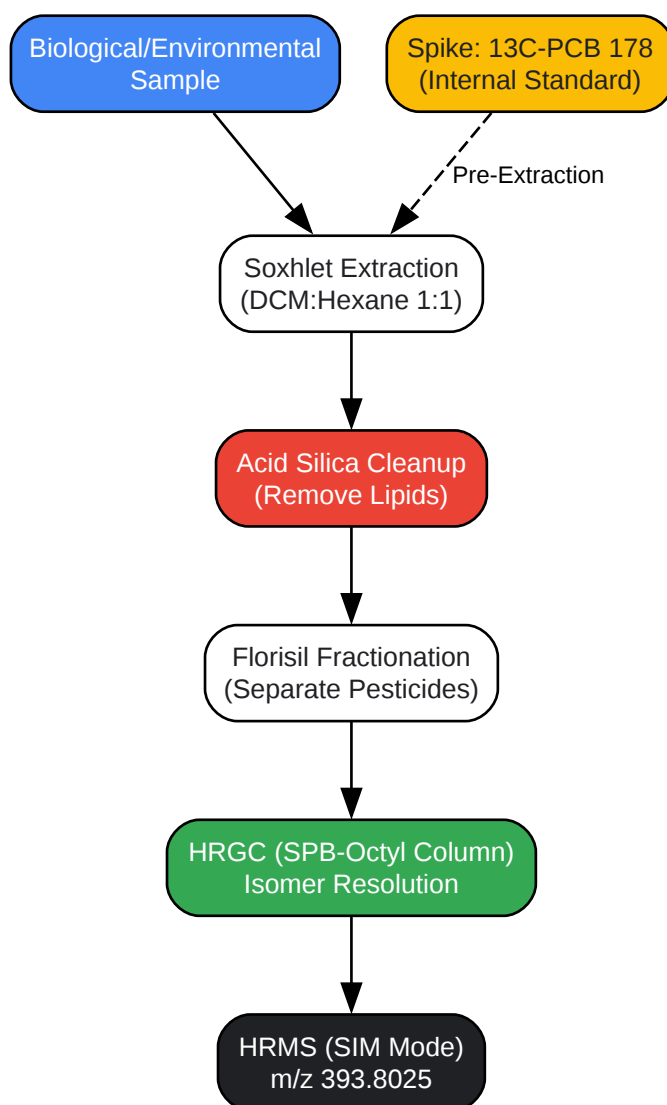 Biological/Environmental
Sample
Spike: 13C-PCB 178
(Internal Standard)
Pre-Extraction
Soxhlet Extraction
(DCM:Hexane 1:1)
Acid Silica Cleanup
(Remove Lipids)
Florisil Fractionation
(Separate Pesticides)
HRGC (SPB-Octyl Column)
Isomer Resolution
HRMS (SIM Mode)
m/z 393.8025